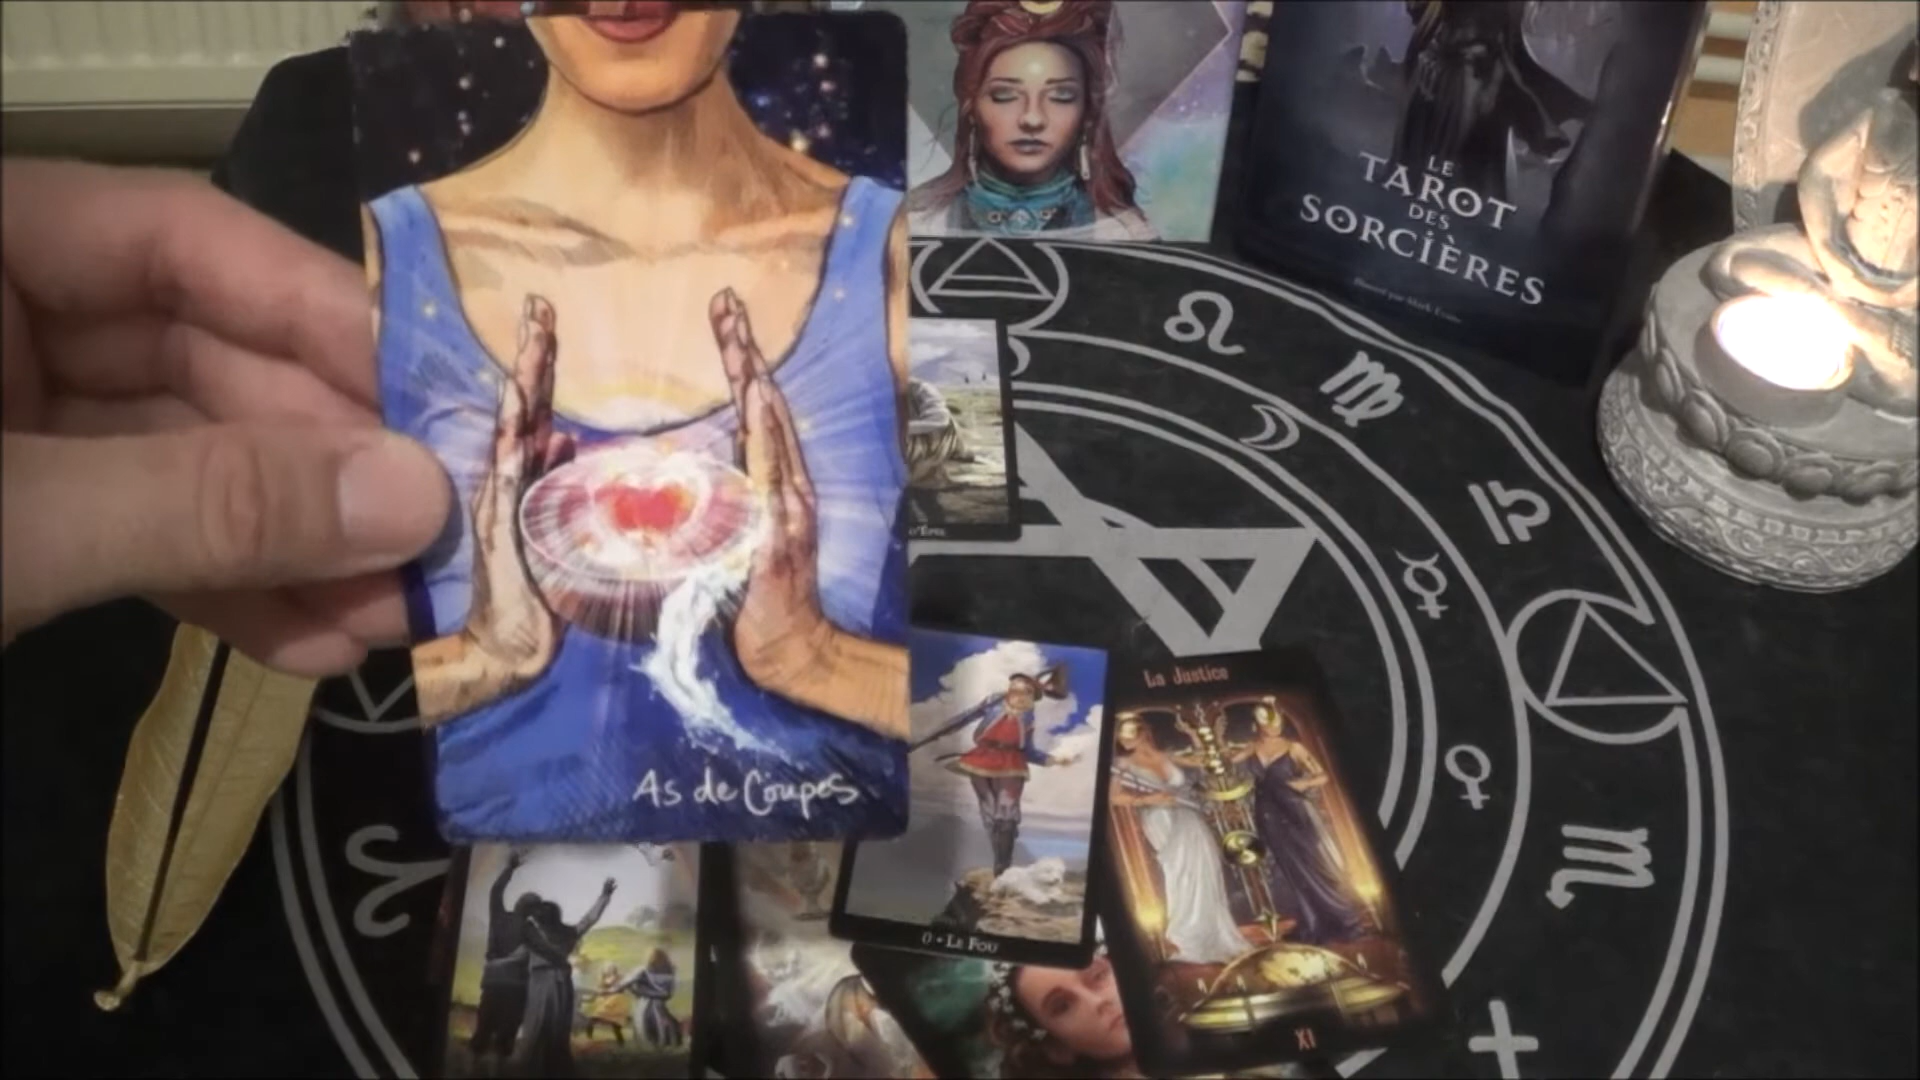 LE
TAROT
DES
SORCIÈRES
As de Coupes
La Justice
0 • LE FOU
XI